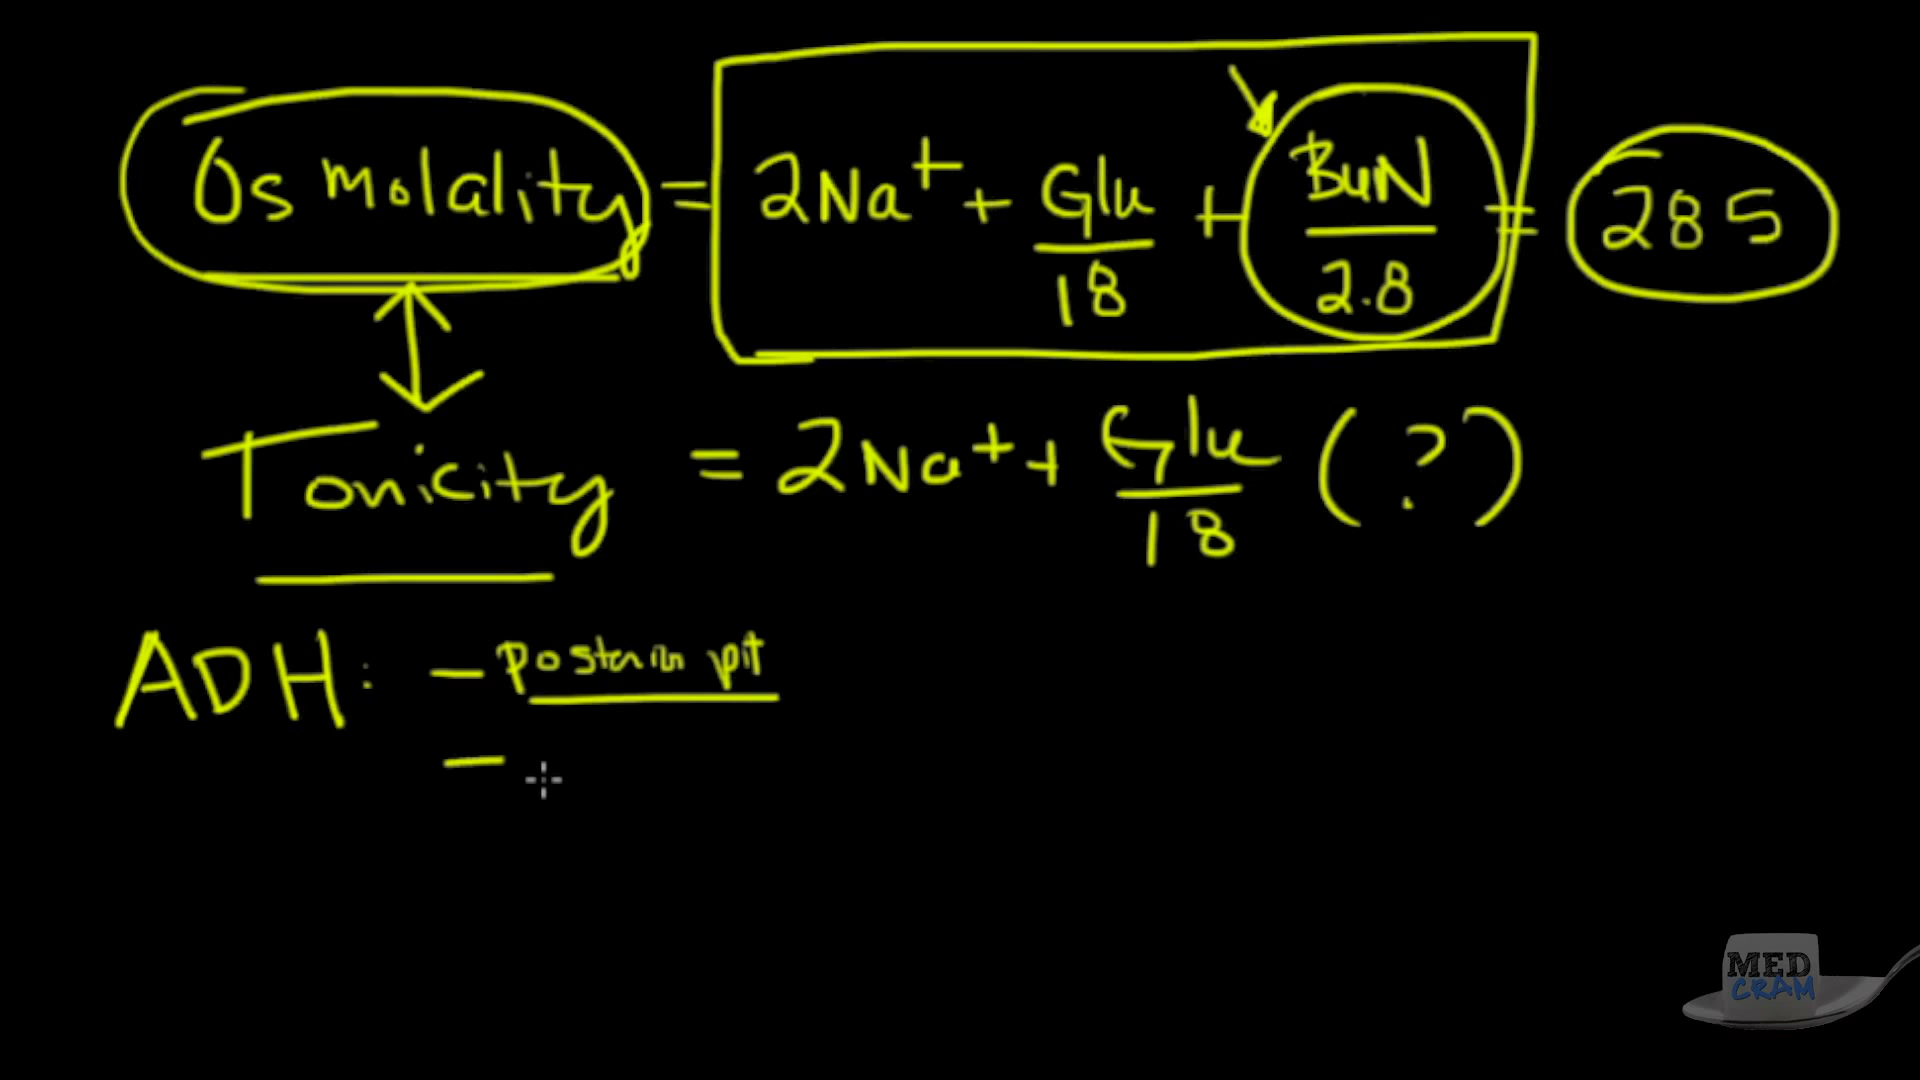 Osmolality = 2Na⁺ + Glu/18 + BUN/2.8 = 285
Tonicity = 2Na⁺ + Glu/18 (?)
ADH: - Posterior pit
-
MED
CRAM